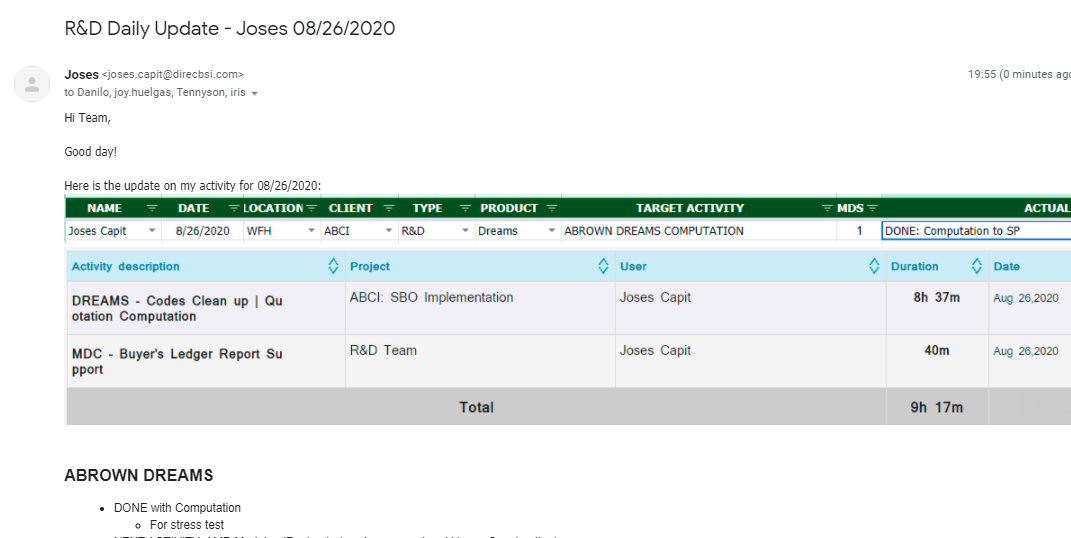 R&D Daily Update - Joses 08/26/2020
Joses <joses.capit@direcbsi.com>
19:55 (0 minutes ago
to Danilo, joy.huelgas, Tennyson, iris
Hi Team,
Good day!
Here is the update on my activity for 08/26/2020:
NAME DATE LOCATION CLIENT TYPE PRODUCT TARGET ACTIVITY MDS ACTUAL
Joses Capit 8/26/2020 WFH ABCI R&D Dreams ABROWN DREAMS COMPUTATION 1 DONE: Computation to SP
Activity description Project User Duration Date
DREAMS - Codes Clean up | Qu
otation Computation
ABCI: SBO Implementation Joses Capit 8h 37m Aug 26,2020
MDC - Buyer's Ledger Report Su
pport
R&D Team Joses Capit 40m Aug 26,2020
Total 9h 17m
ABROWN DREAMS
• DONE with Computation
○ For stress test